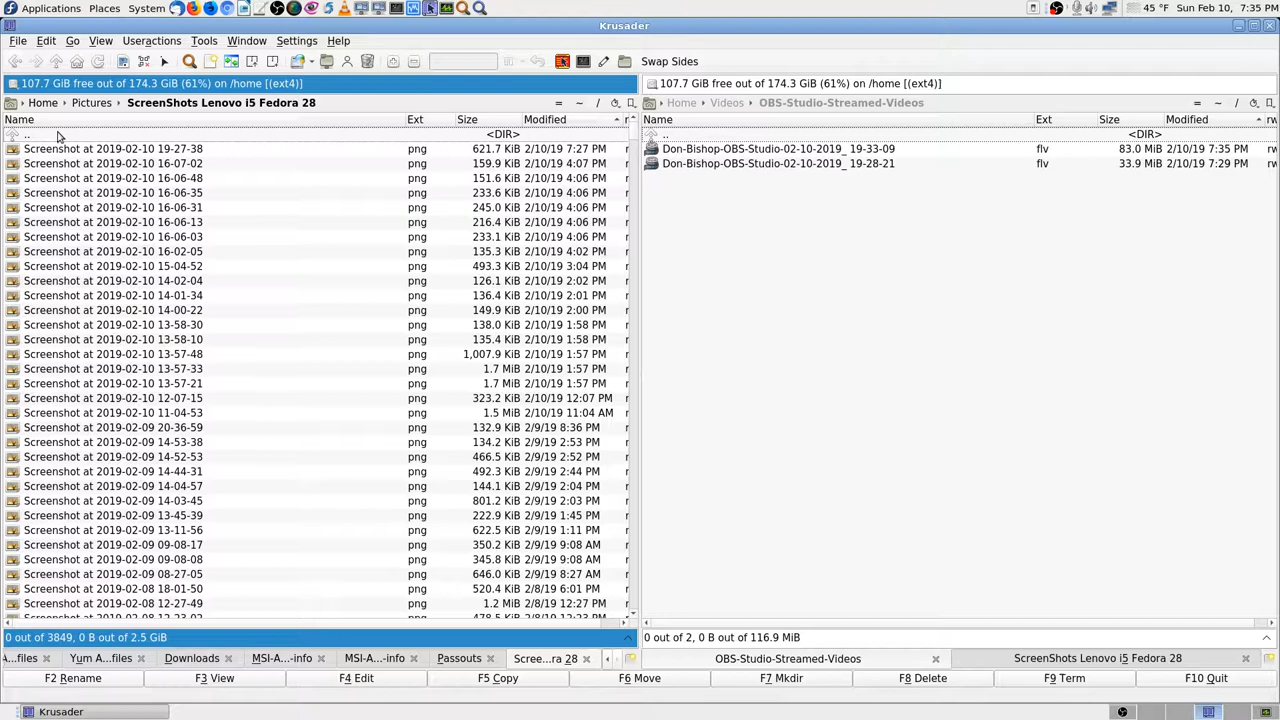 Applications Places System 45 °F Sun Feb 10, 7:35 PM
Krusader
File Edit Go View Useractions Tools Window Settings Help
Swap Sides
107.7 GiB free out of 174.3 GiB (61%) on /home [(ext4)] 107.7 GiB free out of 174.3 GiB (61%) on /home [(ext4)]
Home Pictures ScreenShots Lenovo i5 Fedora 28 = ~ / Home Videos OBS-Studio-Streamed-Videos = ~ /
Name Ext Size Modified r Name Ext Size Modified rw
.. <DIR> .. <DIR>
Screenshot at 2019-02-10 19-27-38 png 621.7 KiB 2/10/19 7:27 PM r Don-Bishop-OBS-Studio-02-10-2019_ 19-33-09 flv 83.0 MiB 2/10/19 7:35 PM rw
Screenshot at 2019-02-10 16-07-02 png 159.9 KiB 2/10/19 4:07 PM r Don-Bishop-OBS-Studio-02-10-2019_ 19-28-21 flv 33.9 MiB 2/10/19 7:29 PM rw
Screenshot at 2019-02-10 16-06-48 png 151.6 KiB 2/10/19 4:06 PM r
Screenshot at 2019-02-10 16-06-35 png 233.6 KiB 2/10/19 4:06 PM r
Screenshot at 2019-02-10 16-06-31 png 245.0 KiB 2/10/19 4:06 PM r
Screenshot at 2019-02-10 16-06-13 png 216.4 KiB 2/10/19 4:06 PM r
Screenshot at 2019-02-10 16-06-03 png 233.1 KiB 2/10/19 4:06 PM r
Screenshot at 2019-02-10 16-02-05 png 135.3 KiB 2/10/19 4:02 PM r
Screenshot at 2019-02-10 15-04-52 png 493.3 KiB 2/10/19 3:04 PM r
Screenshot at 2019-02-10 14-02-04 png 126.1 KiB 2/10/19 2:02 PM r
Screenshot at 2019-02-10 14-01-34 png 136.4 KiB 2/10/19 2:01 PM r
Screenshot at 2019-02-10 14-00-22 png 149.9 KiB 2/10/19 2:00 PM r
Screenshot at 2019-02-10 13-58-30 png 138.0 KiB 2/10/19 1:58 PM r
Screenshot at 2019-02-10 13-58-10 png 135.4 KiB 2/10/19 1:58 PM r
Screenshot at 2019-02-10 13-57-48 png 1,007.9 KiB 2/10/19 1:57 PM r
Screenshot at 2019-02-10 13-57-33 png 1.7 MiB 2/10/19 1:57 PM r
Screenshot at 2019-02-10 13-57-21 png 1.7 MiB 2/10/19 1:57 PM r
Screenshot at 2019-02-10 12-07-15 png 323.2 KiB 2/10/19 12:07 PM r
Screenshot at 2019-02-10 11-04-53 png 1.5 MiB 2/10/19 11:04 AM r
Screenshot at 2019-02-09 20-36-59 png 132.9 KiB 2/9/19 8:36 PM r
Screenshot at 2019-02-09 14-53-38 png 134.2 KiB 2/9/19 2:53 PM r
Screenshot at 2019-02-09 14-52-53 png 466.5 KiB 2/9/19 2:52 PM r
Screenshot at 2019-02-09 14-44-31 png 492.3 KiB 2/9/19 2:44 PM r
Screenshot at 2019-02-09 14-04-57 png 144.1 KiB 2/9/19 2:04 PM r
Screenshot at 2019-02-09 14-03-45 png 801.2 KiB 2/9/19 2:03 PM r
Screenshot at 2019-02-09 13-45-39 png 222.9 KiB 2/9/19 1:45 PM r
Screenshot at 2019-02-09 13-11-56 png 622.5 KiB 2/9/19 1:11 PM r
Screenshot at 2019-02-09 09-08-17 png 350.2 KiB 2/9/19 9:08 AM r
Screenshot at 2019-02-09 09-08-08 png 345.8 KiB 2/9/19 9:08 AM r
Screenshot at 2019-02-09 08-27-05 png 646.0 KiB 2/9/19 8:27 AM r
Screenshot at 2019-02-08 18-01-50 png 520.4 KiB 2/8/19 6:01 PM r
Screenshot at 2019-02-08 12-27-49 png 1.2 MiB 2/8/19 12:27 PM r
Screenshot at 2019-02-08 12-23-02 png 478.5 KiB 2/8/19 12:23 PM r
0 out of 3849, 0 B out of 2.5 GiB 0 out of 2, 0 B out of 116.9 MiB
A...files Yum A...files Downloads MSI-A...-info MSI-A...-info Passouts Scree...ra 28 OBS-Studio-Streamed-Videos ScreenShots Lenovo i5 Fedora 28
F2 Rename F3 View F4 Edit F5 Copy F6 Move F7 Mkdir F8 Delete F9 Term F10 Quit
Krusader